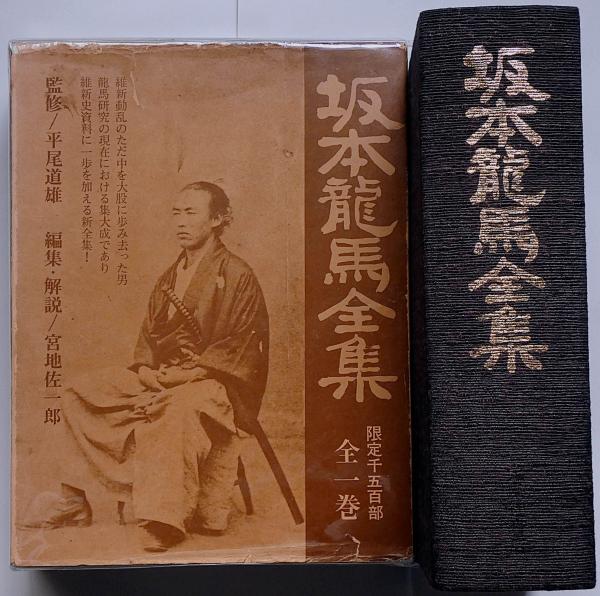 坂本龍馬全集
限定千五百部
全一巻
維新動乱のただ中を大股に歩み去った男
龍馬研究の現在における集大成であり
維新史資料に一歩を加える新全集！
監修/平尾道雄 編集・解説/宮地佐一郎
坂本龍馬全集